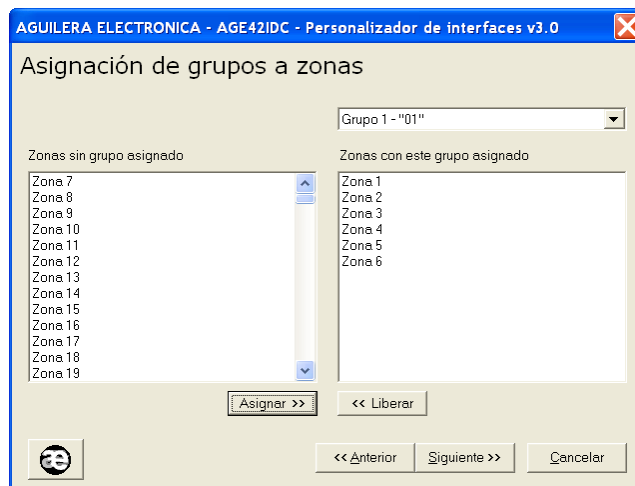 AGUILERA ELECTRONICA - AGE42IDC - Personalizador de interfaces v3.0
Asignación de grupos a zonas
Grupo 1 - "01"
Zonas sin grupo asignado
Zona 7
Zona 8
Zona 9
Zona 10
Zona 11
Zona 12
Zona 13
Zona 14
Zona 15
Zona 16
Zona 17
Zona 18
Zona 19
Asignar >>
Zonas con este grupo asignado
Zona 1
Zona 2
Zona 3
Zona 4
Zona 5
Zona 6
<< Liberar
æ
<< Anterior
Siguiente >>
Cancelar